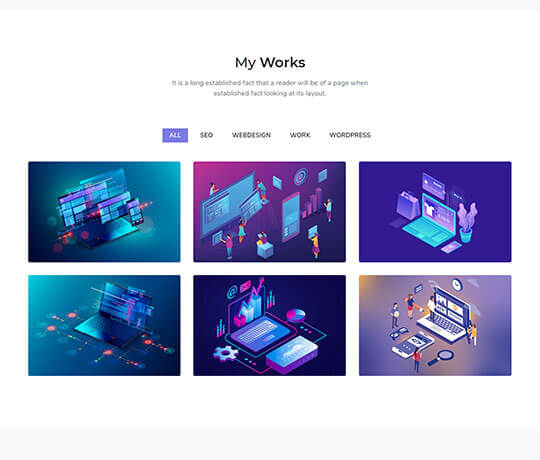 My Works
It is a long established fact that a reader will be of a page when
established fact looking at its layout.
ALL SEO WEBDESIGN WORK WORDPRESS